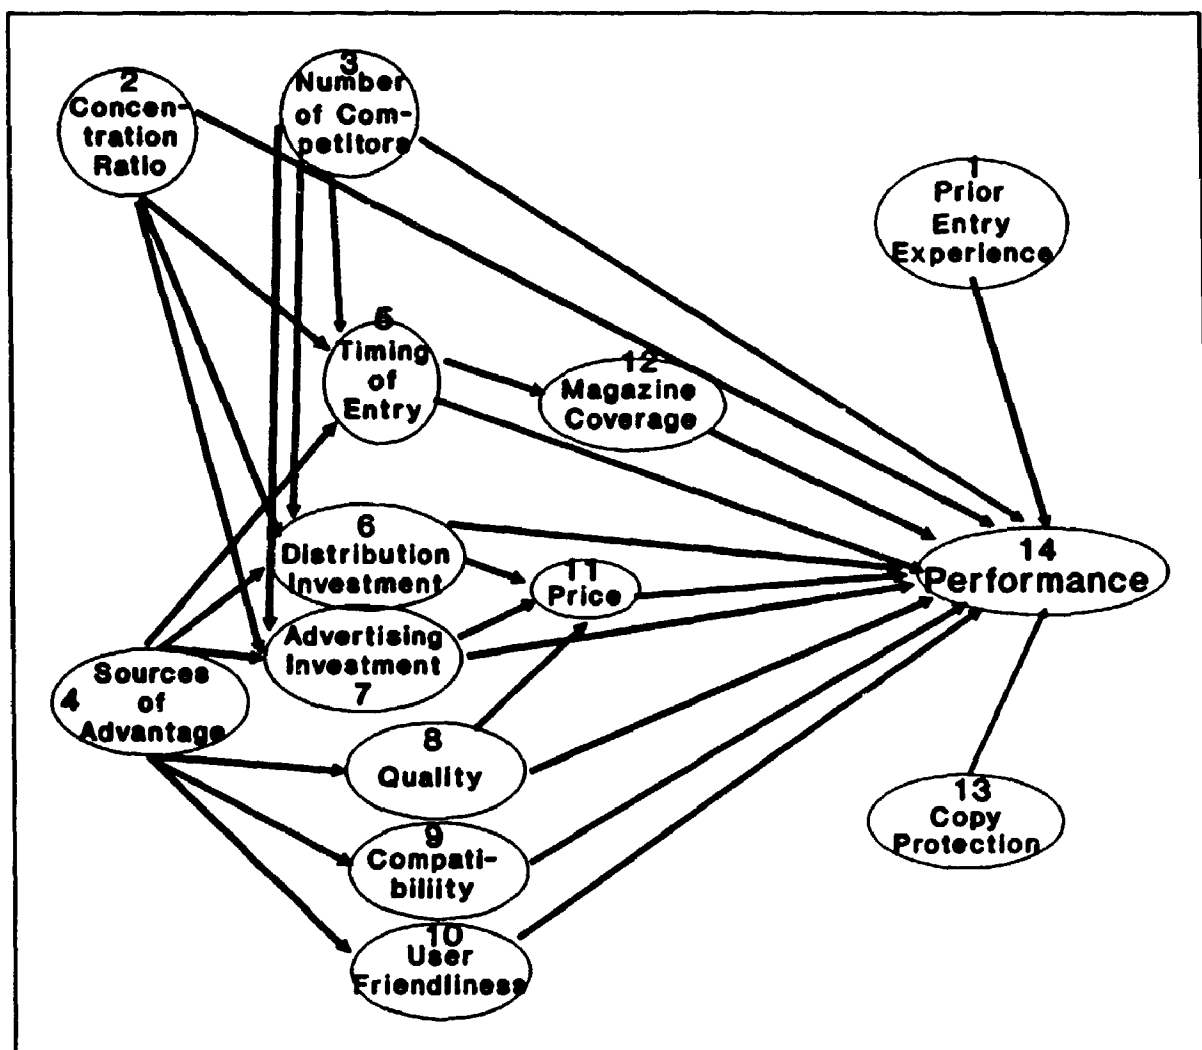 2
Concen-
tration
Ratio
3
Number
of Com-
petitors
1
Prior
Entry
Experience
5
Timing
of
Entry
12
Magazine
Coverage
6
Distribution
Investment
11
Price
14
Performance
Advertising
Investment
7
Sources
4 of
Advantage
8
Quality
13
Copy
Protection
9
Compati-
biliity
10
User
Friendliness